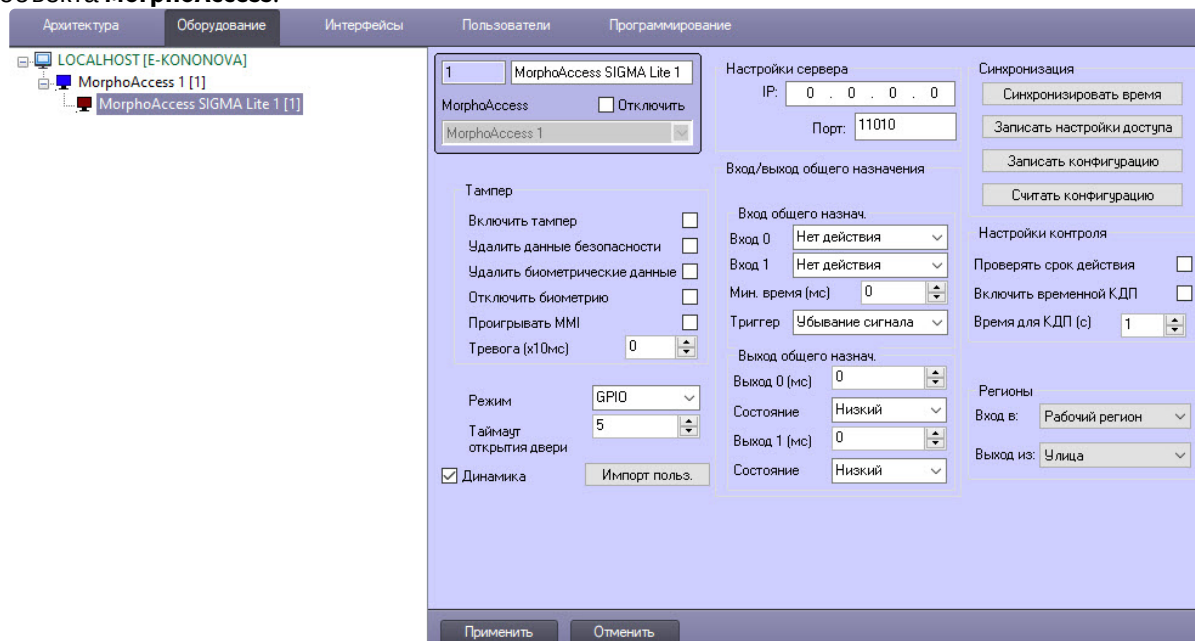 объекта MorphoAccess.
Архитектура Оборудование Интерфейсы Пользователи Программирование
LOCALHOST [E-KONONOVA]
MorphoAccess 1 [1]
MorphoAccess SIGMA Lite 1 [1]
1 MorphoAccess SIGMA Lite 1
MorphoAccess Отключить
MorphoAccess 1
Тампер
Включить тампер
Удалить данные безопасности
Удалить биометрические данные
Отключить биометрию
Проигрывать MMI
Тревога (x10мс) 0
Режим GPIO
Таймаут
открытия двери 5
Динамика Импорт польз.
Настройки сервера
IP: 0 . 0 . 0 . 0
Порт: 11010
Вход/выход общего назначения
Вход общего назнач.
Вход 0 Нет действия
Вход 1 Нет действия
Мин. время (мс) 0
Триггер Убывание сигнала
Выход общего назнач.
Выход 0 (мс) 0
Состояние Низкий
Выход 1 (мс) 0
Состояние Низкий
Синхронизация
Синхронизировать время
Записать настройки доступа
Записать конфигурацию
Считать конфигурацию
Настройки контроля
Проверять срок действия
Включить временной КДП
Время для КДП (с) 1
Регионы
Вход в: Рабочий регион
Выход из: Улица
Применить Отменить